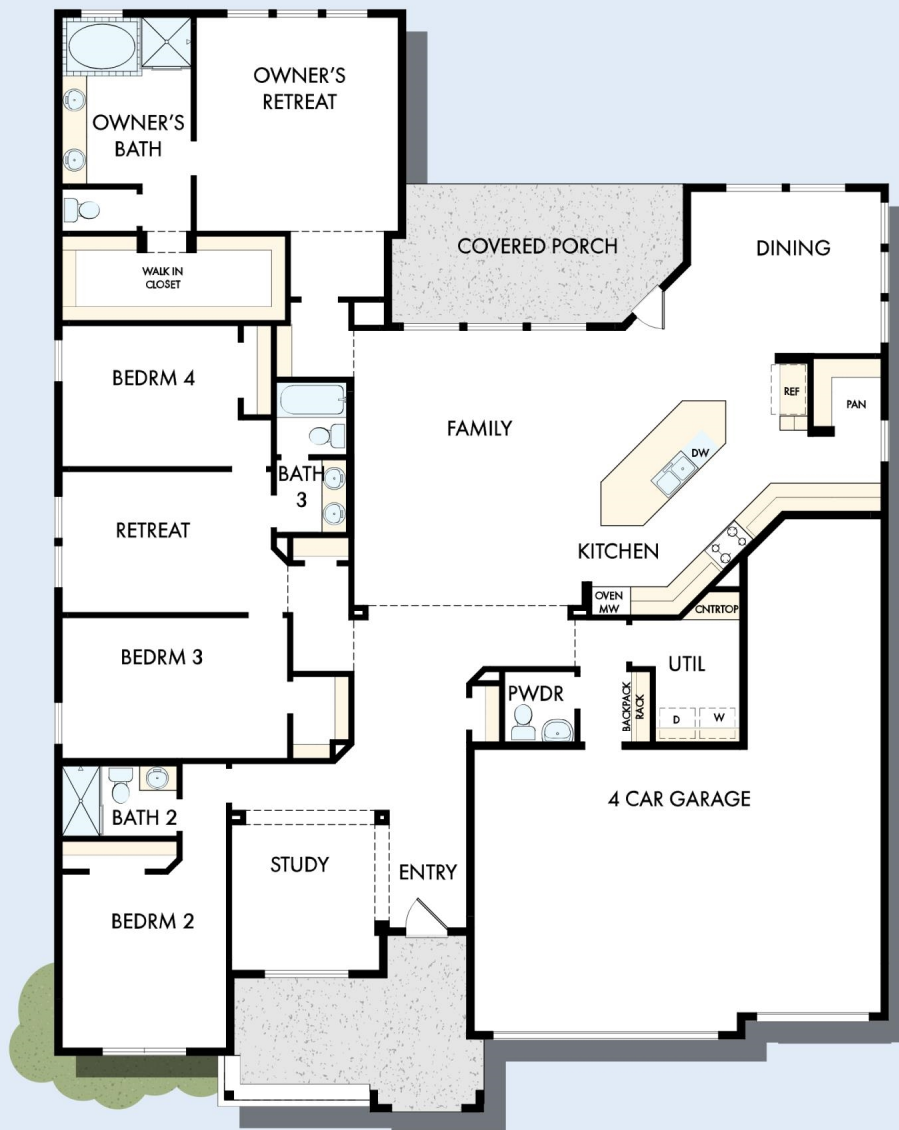 OWNER'S
RETREAT
OWNER'S
BATH
COVERED PORCH
DINING
WALK IN
CLOSET
BEDRM 4
REF
PAN
FAMILY
DW
BATH
3
RETREAT
KITCHEN
OVEN
MW
CNTRTOP
BEDRM 3
UTIL
PWDR
BACKPACK
RACK
D
W
4 CAR GARAGE
BATH 2
STUDY
ENTRY
BEDRM 2